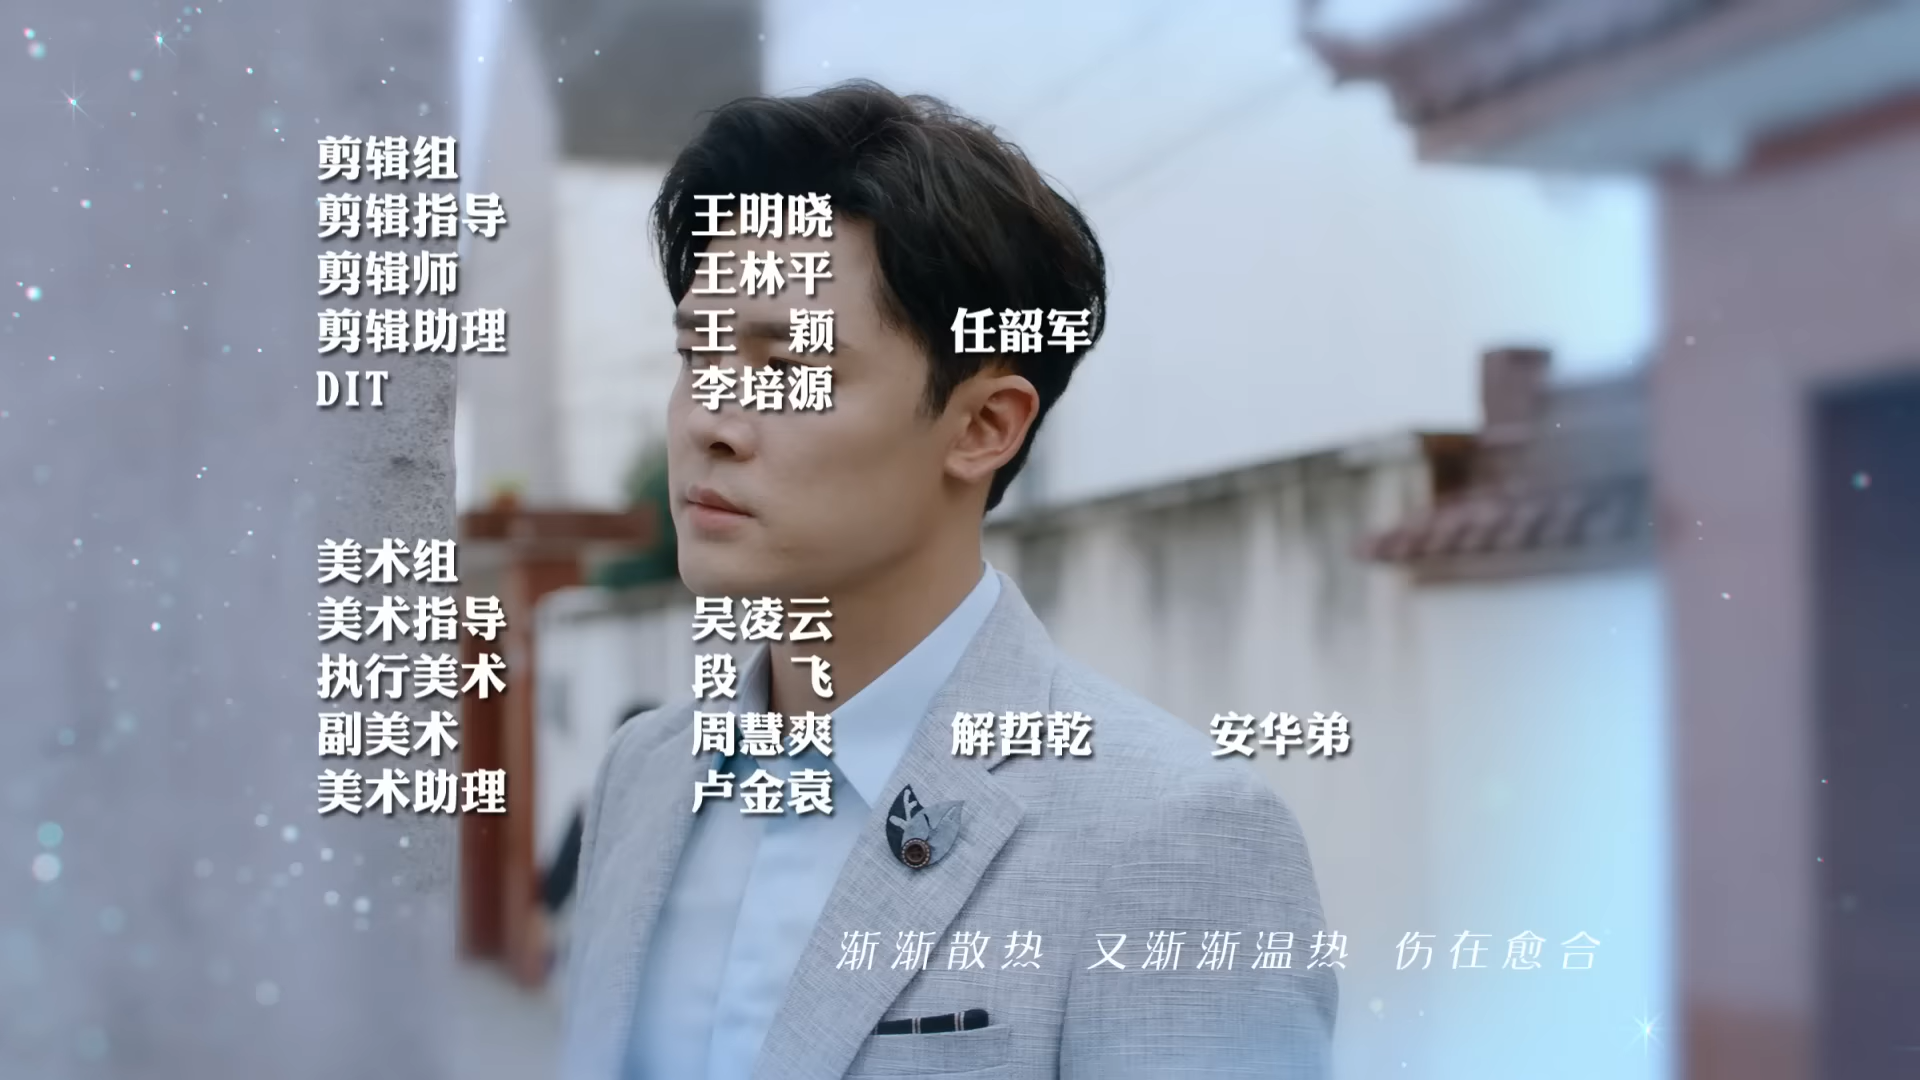 剪辑组
剪辑指导 王明晓
剪辑师 王林平
剪辑助理 王 颖 任韶军
DIT 李培源
美术组
美术指导 吴凌云
执行美术 段 飞
副美术 周慧爽 解哲乾 安华弟
美术助理 卢金袁
渐渐散热 又渐渐温热 伤在愈合